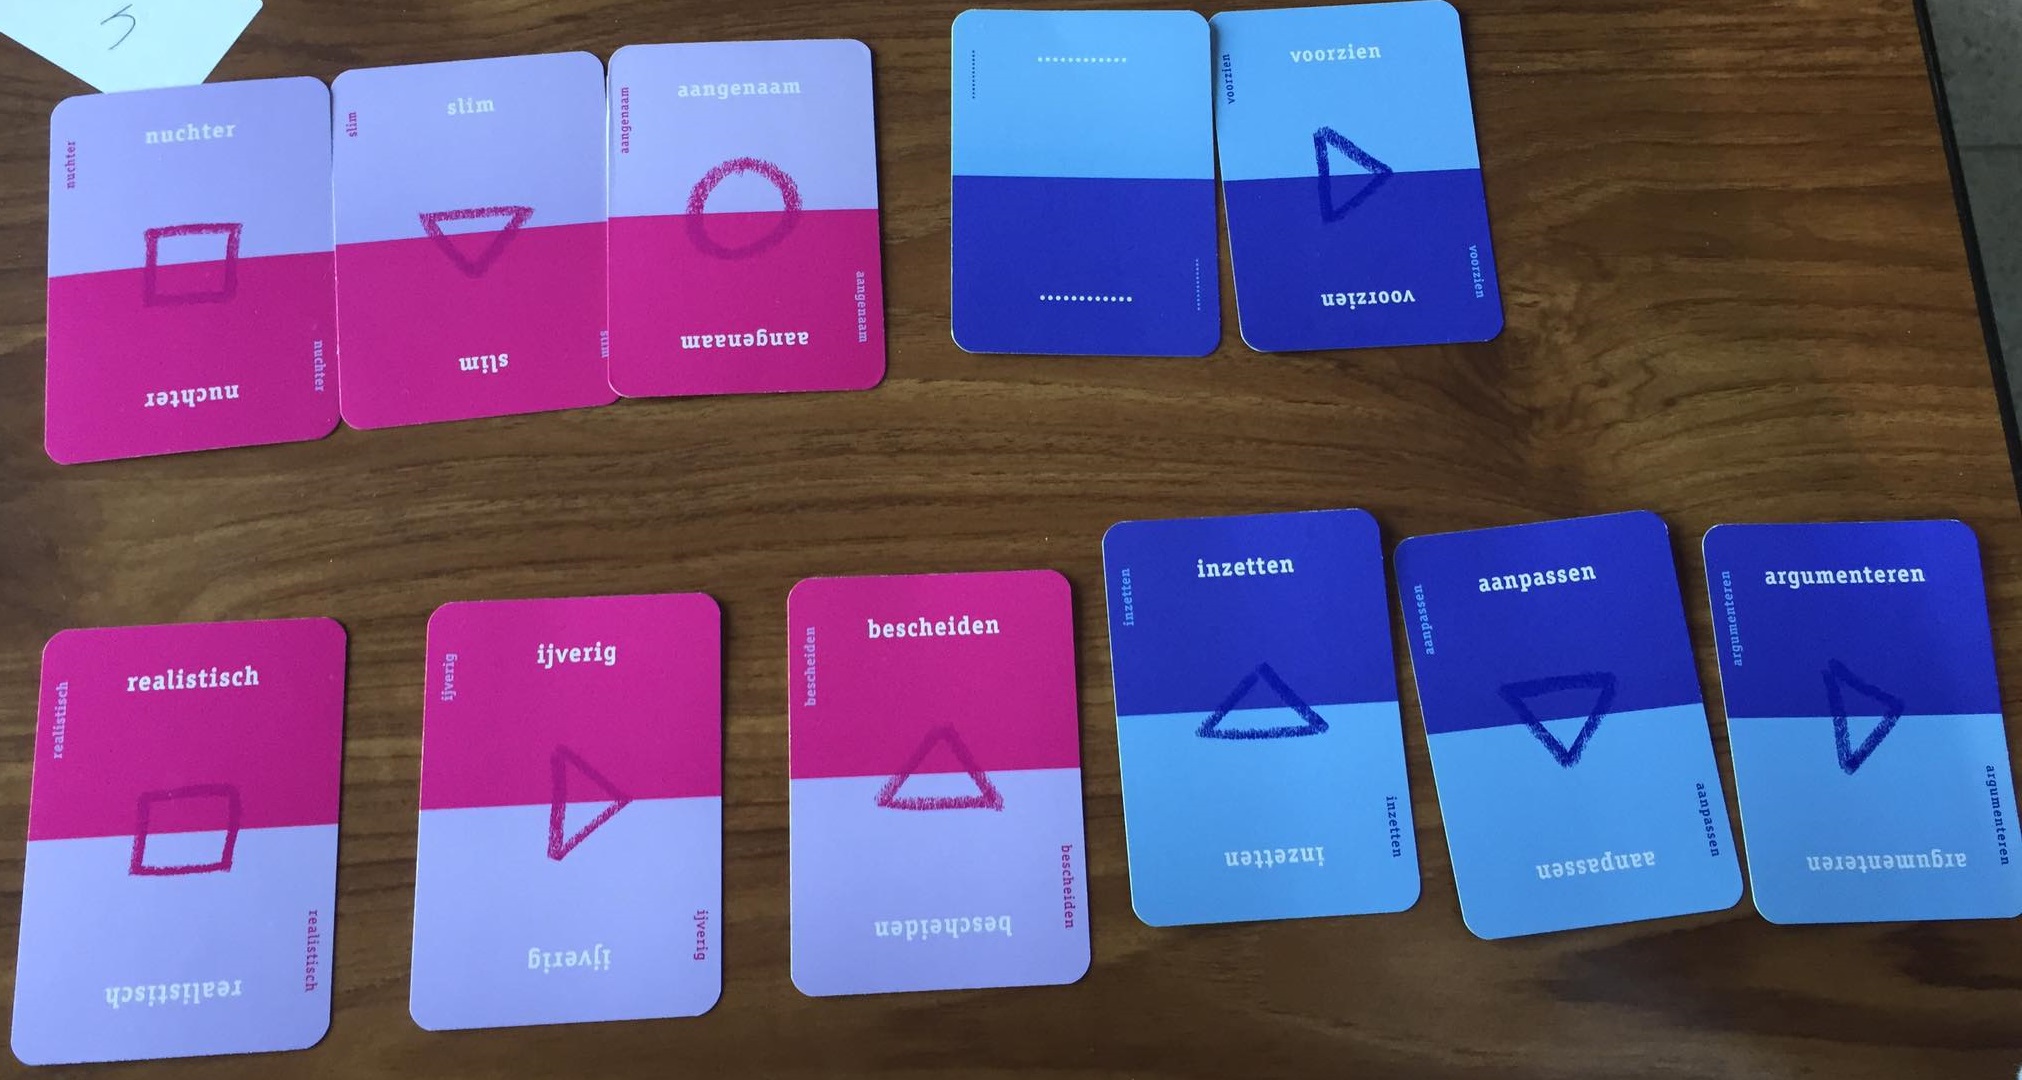 nuchter
nuchter
nuchter
nuchter
slim
slim
slim
slim
aangenaam
aangenaam
aangenaam
aangenaam
............
............
............
............
voorzien
voorzien
voorzien
voorzien
realistisch
realistisch
realistisch
realistisch
ijverig
ijverig
ijverig
ijverig
bescheiden
bescheiden
bescheiden
bescheiden
inzetten
inzetten
inzetten
inzetten
aanpassen
aanpassen
aanpassen
aanpassen
argumenteren
argumenteren
argumenteren
argumenteren